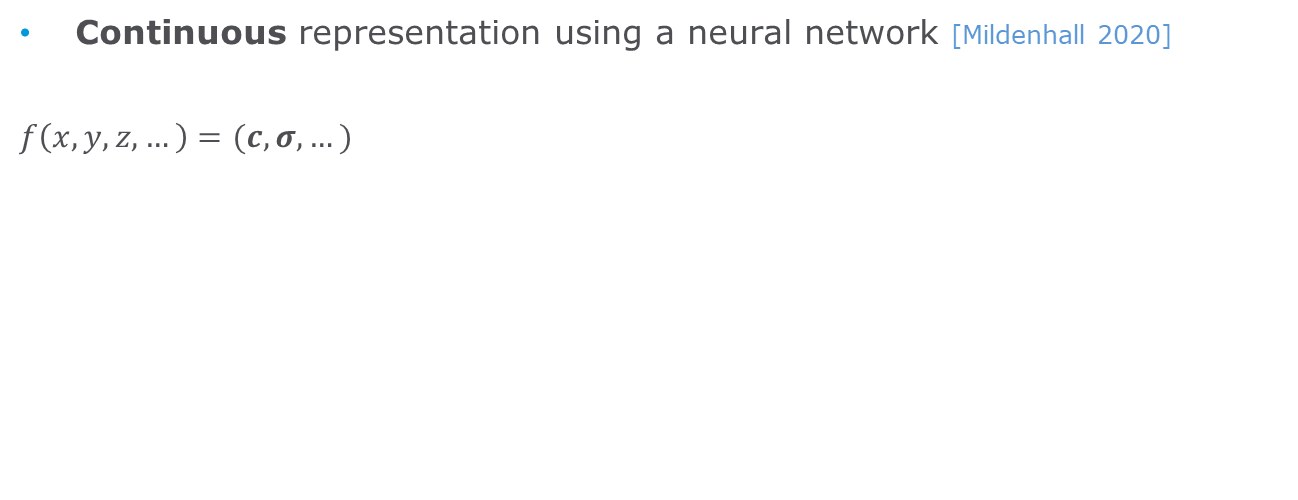 • Continuous representation using a neural network [Mildenhall 2020]
f(x, y, z, … ) = (c, σ, … )